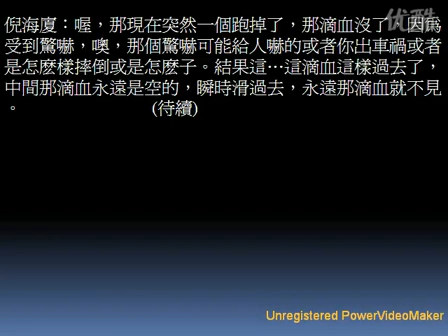 优酷
倪海廈：喔，那現在突然一個跑掉了，那滴血沒了，因為
受到驚嚇，噢，那個驚嚇可能給人嚇的或者你出車禍或者
是怎麼樣摔倒或是怎麼子。結果這…這滴血這樣過去了，
中間那滴血永遠是空的，瞬時滑過去，永遠那滴血就不見
。 (待續)
Unregistered PowerVideoMaker